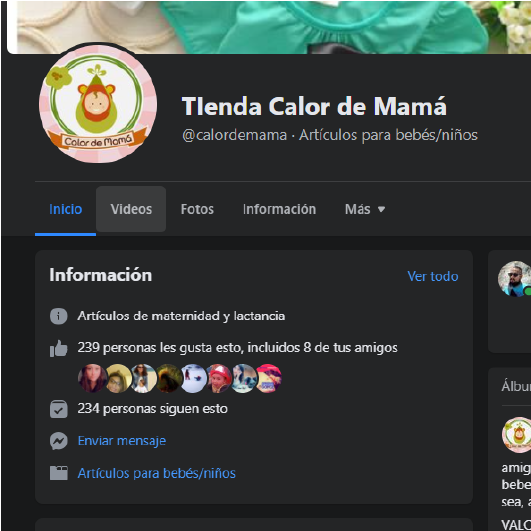 Calor de Mamá
TIenda Calor de Mamá
@calordemama · Artículos para bebés/niños
Inicio
Videos
Fotos
Información
Más
Información
Ver todo
Artículos de maternidad y lactancia
239 personas les gusta esto, incluidos 8 de tus amigos
234 personas siguen esto
Enviar mensaje
Artículos para bebés/niños
Álbu
amig
bebe
sea, a
VALO